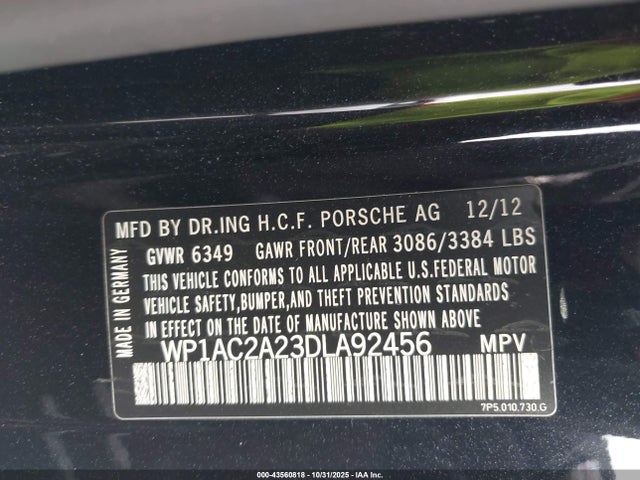 MFD BY DR.ING H.C.F. PORSCHE AG 12/12
GVWR 6349 GAWR FRONT/REAR 3086/3384 LBS
THIS VEHICLE CONFORMS TO ALL APPLICABLE U.S.FEDERAL MOTOR
VEHICLE SAFETY,BUMPER,AND THEFT PREVENTION STANDARDS
IN EFFECT ON THE DATE OF MANUFACTURE SHOWN ABOVE.
WP1AC2A23DLA92456 MPV
7P5.010.730.G
MADE IN GERMANY
000-43560818 - 10/31/2025 - IAA Inc.